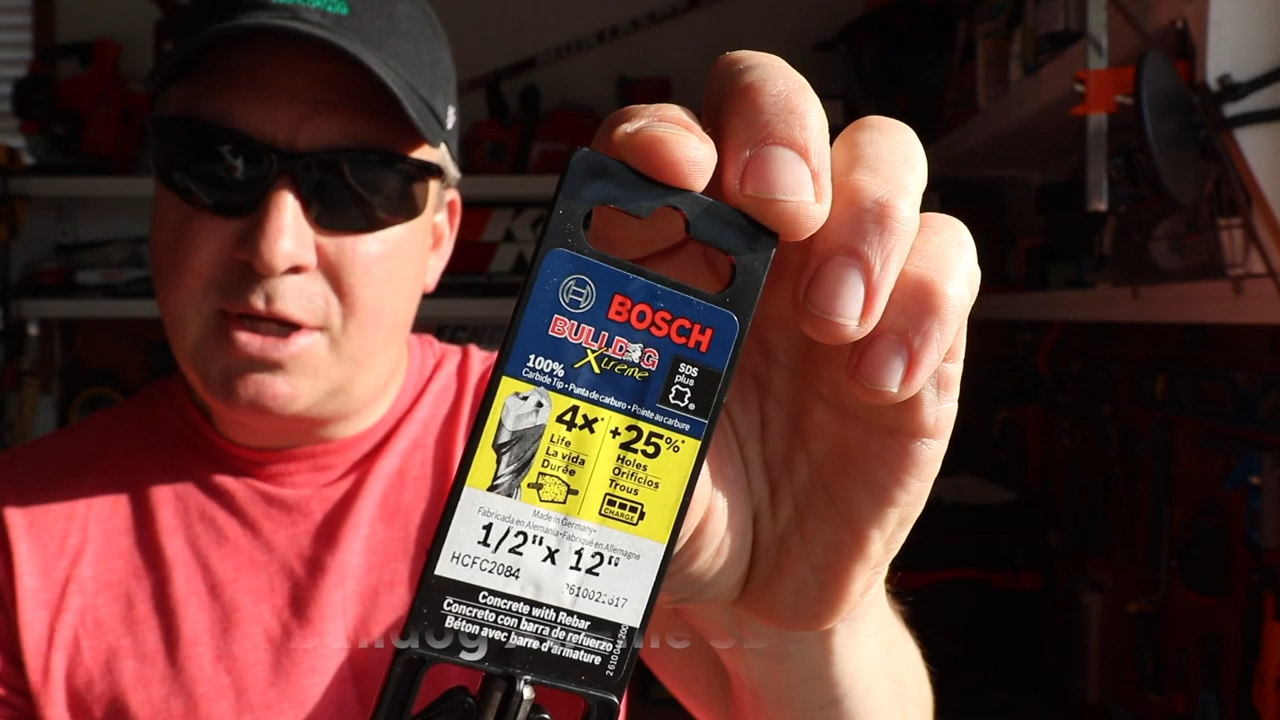 BOSCH
BULLDOG
Xtreme
SDS
plus
®
100%
Carbide Tip • Punta de carburo • Pointe au carbure
4x* +25%*
Life
La vida
Durée
Holes
Orificios
Trous
CHARGE
Made in Germany•
Fabricada en Alemania•Fabriqué en Allemagne
1/2"x 12"
HCFC2084
2610021617
Concrete with Rebar
Concreto con barra de refuerzo
Béton avec barre d'armature